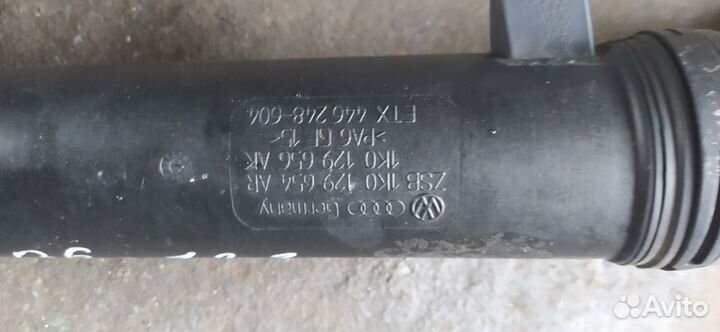 Germany
ZSB 1K0 129 654 AR
1K0 129 656 AK
>PA6 GF 15<
ETX 446 248-604
Avito